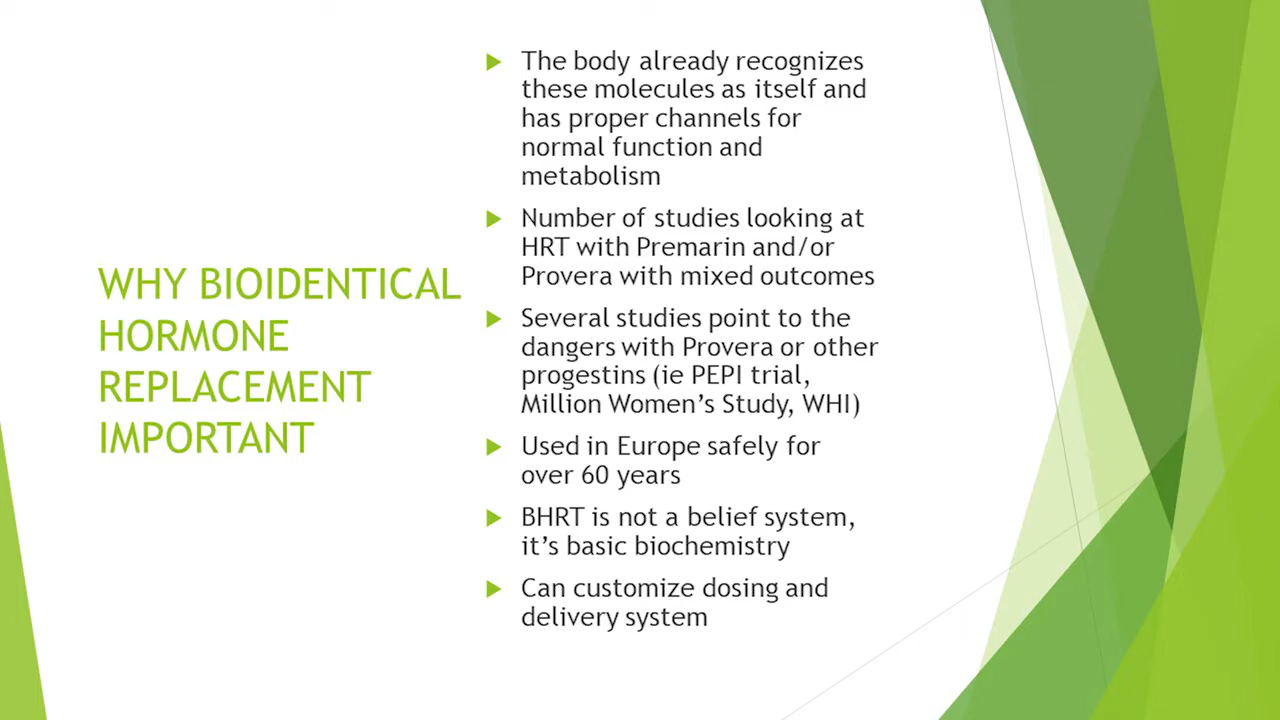 WHY BIOIDENTICAL
HORMONE
REPLACEMENT
IMPORTANT
The body already recognizes
these molecules as itself and
has proper channels for
normal function and
metabolism
Number of studies looking at
HRT with Premarin and/or
Provera with mixed outcomes
Several studies point to the
dangers with Provera or other
progestins (ie PEPI trial,
Million Women’s Study, WHI)
Used in Europe safely for
over 60 years
BHRT is not a belief system,
it’s basic biochemistry
Can customize dosing and
delivery system